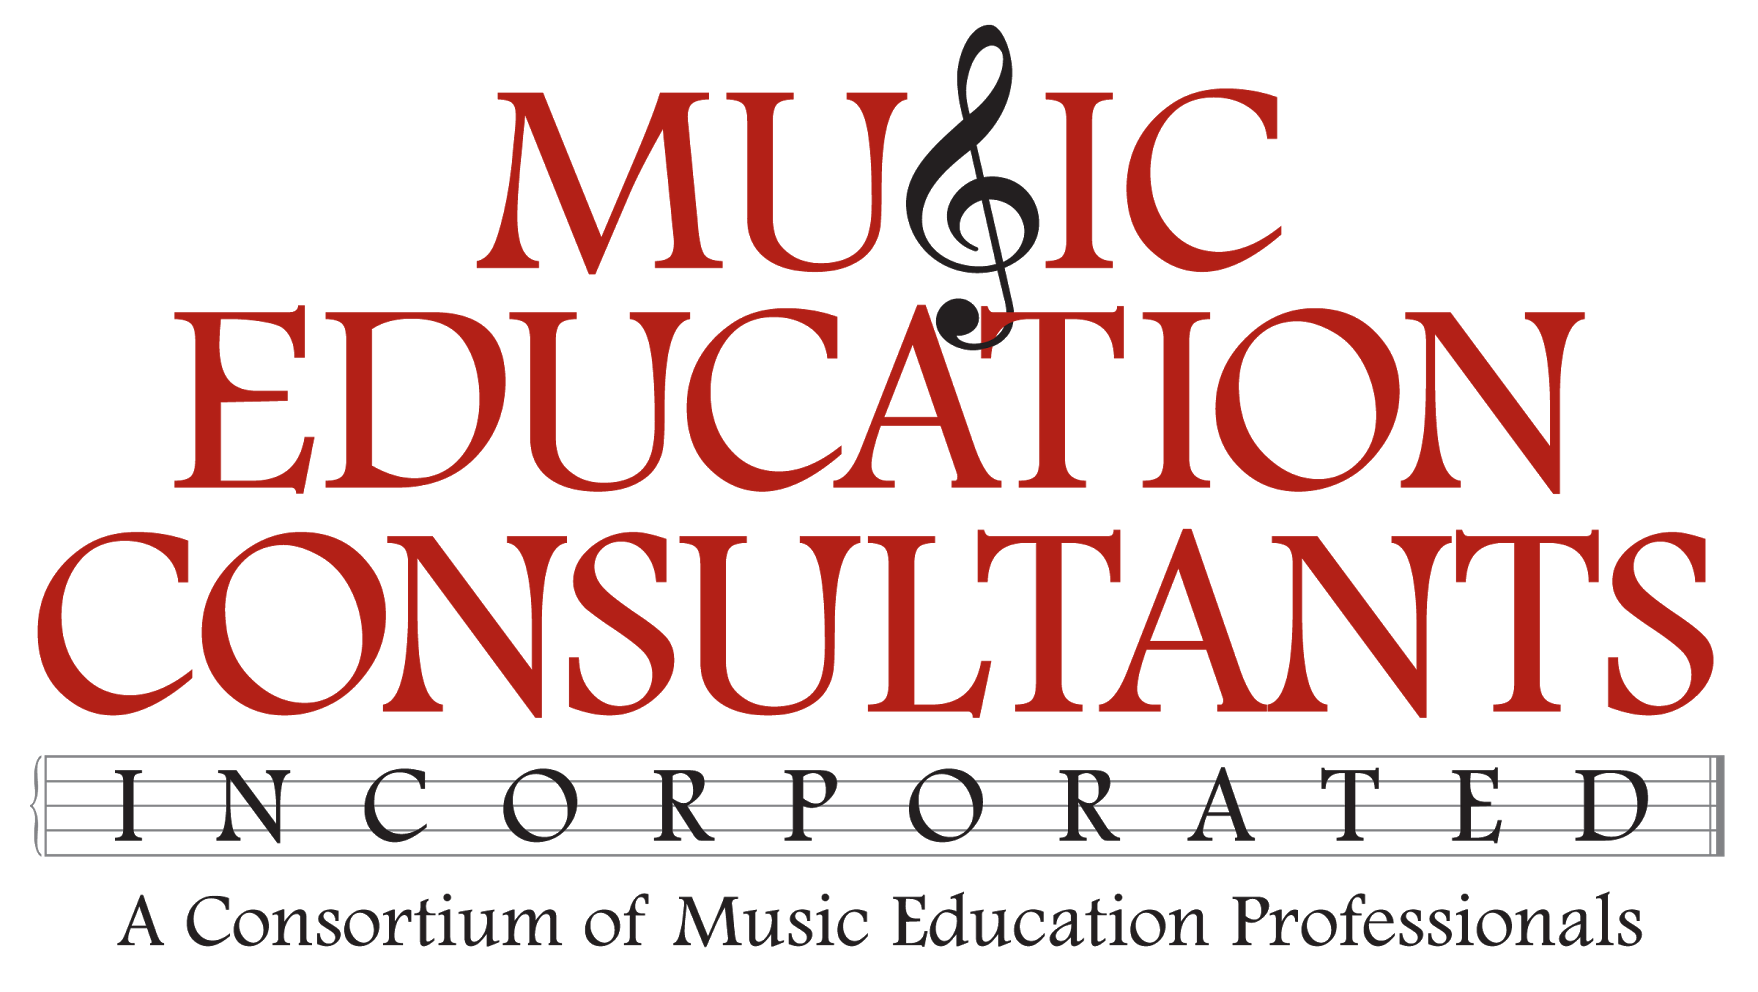 MUSIC
EDUCATION
CONSULTANTS
INCORPORATED
A Consortium of Music Education Professionals